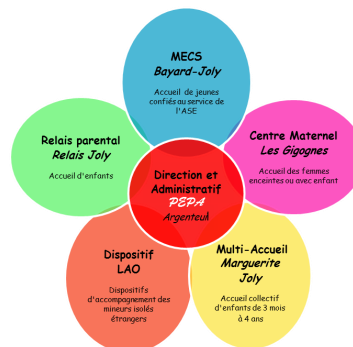 MECS
Bayard-Joly
Accueil de jeunes
confiés au service de
l'ASE
Relais parental
Relais Joly
Accueil d'enfants
Centre Maternel
Les Gigognes
Accueil des femmes
enceintes ou avec enfant
Direction et
Administratif
PEPA
Argenteuil
Dispositif
LAO
Dispositifs
d'accompagnement des
mineurs isolés
étrangers
Multi-Accueil
Marguerite
Joly
Accueil collectif
d'enfants de 3 mois
à 4 ans